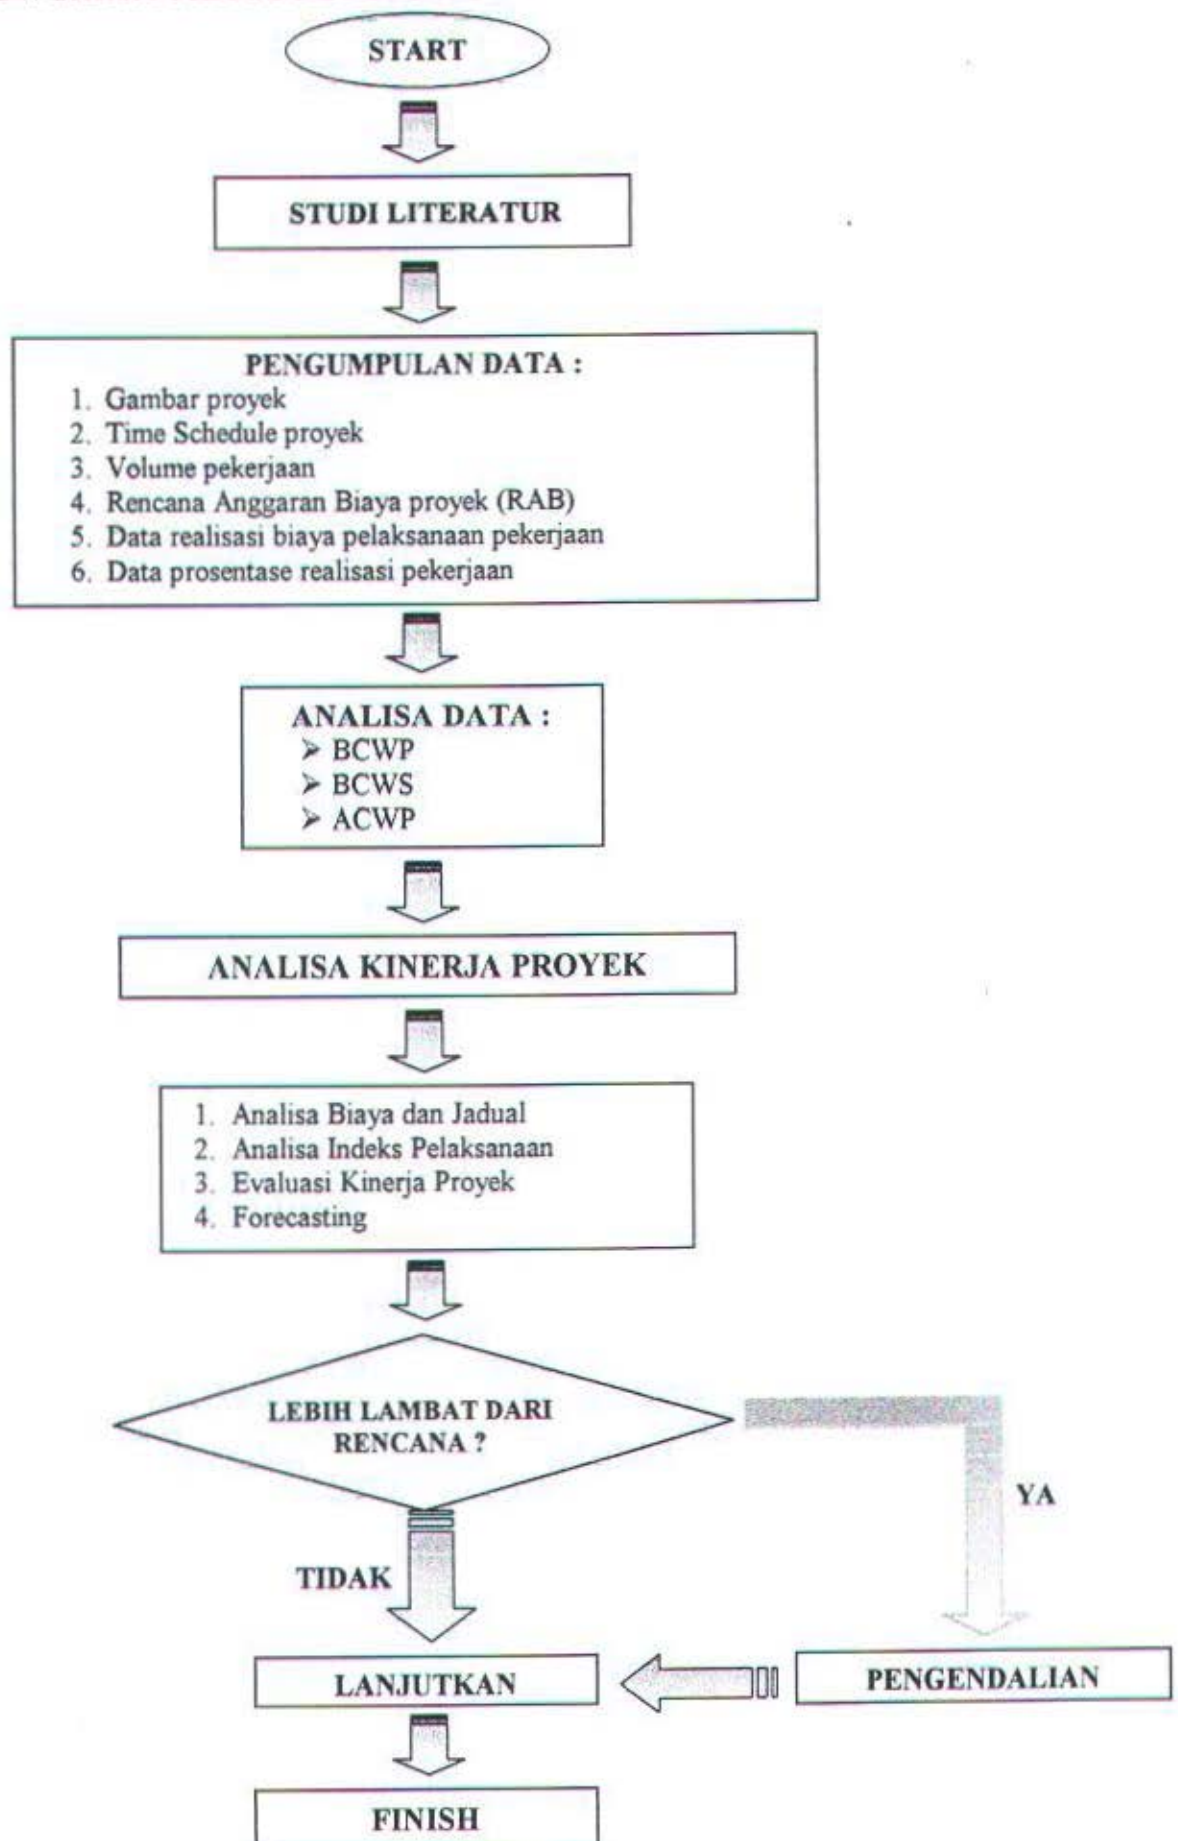 START
STUDI LITERATUR
PENGUMPULAN DATA :
1. Gambar proyek
2. Time Schedule proyek
3. Volume pekerjaan
4. Rencana Anggaran Biaya proyek (RAB)
5. Data realisasi biaya pelaksanaan pekerjaan
6. Data prosentase realisasi pekerjaan
ANALISA DATA :
➢ BCWP
➢ BCWS
➢ ACWP
ANALISA KINERJA PROYEK
1. Analisa Biaya dan Jadual
2. Analisa Indeks Pelaksanaan
3. Evaluasi Kinerja Proyek
4. Forecasting
LEBIH LAMBAT DARI
RENCANA ?
YA
TIDAK
LANJUTKAN
PENGENDALIAN
FINISH